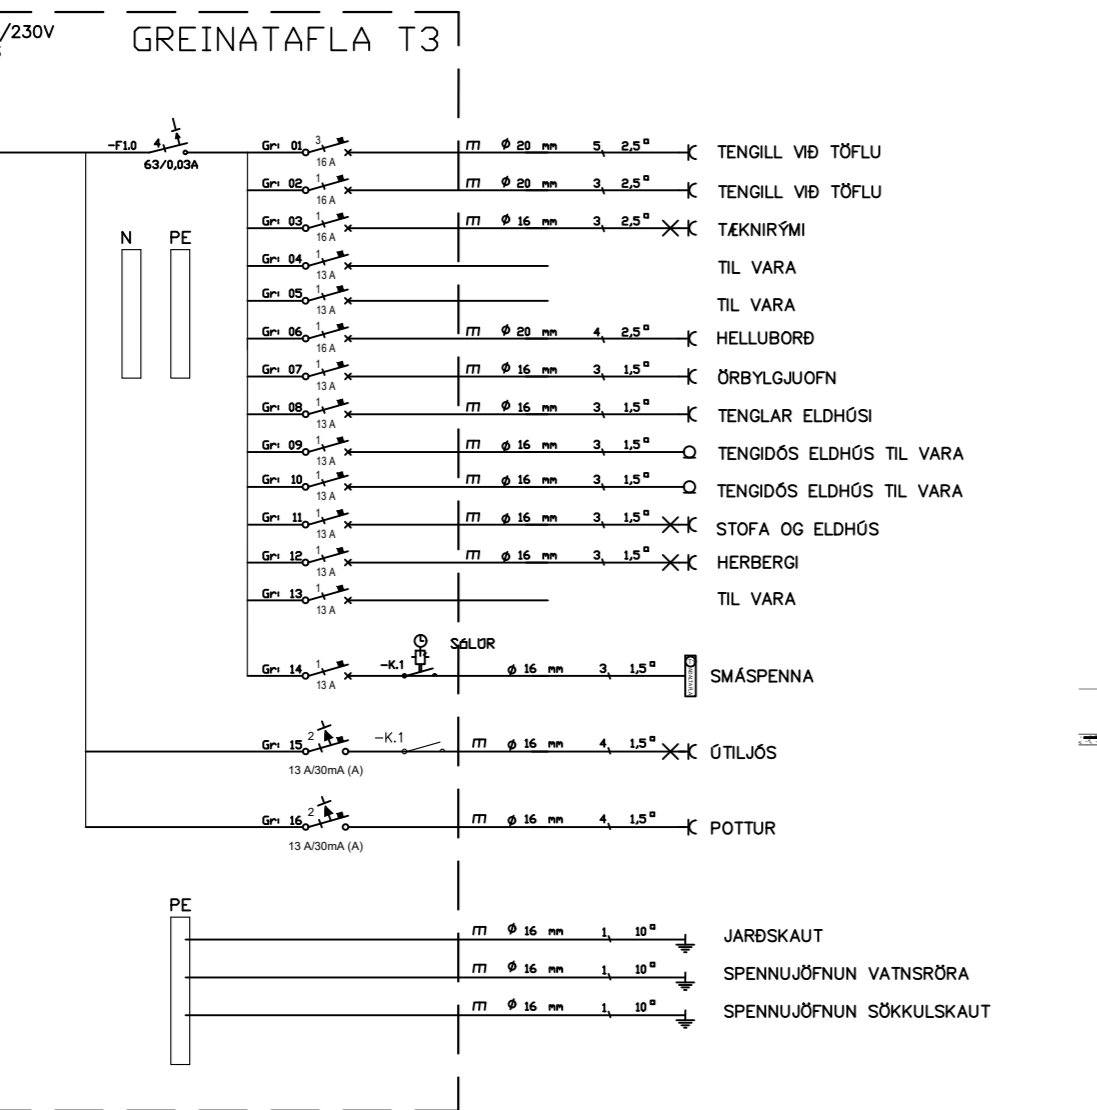 /230V
GREINATAFLA T3
-F1.0 4 63/0,03A
N PE
Gr: 01 3 16 A m Ø 20 mm 5 2,5▫ TENGILL VIÐ TÖFLU
Gr: 02 1 16 A m Ø 20 mm 3 2,5▫ TENGILL VIÐ TÖFLU
Gr: 03 1 16 A m Ø 16 mm 3 2,5▫ TÆKNIRÝMI
Gr: 04 1 13 A TIL VARA
Gr: 05 1 13 A TIL VARA
Gr: 06 1 16 A m Ø 20 mm 4 2,5▫ HELLUBORÐ
Gr: 07 1 13 A m Ø 16 mm 3 1,5▫ ÖRBYLGJUOFN
Gr: 08 1 13 A m Ø 16 mm 3 1,5▫ TENGLAR ELDHÚSI
Gr: 09 1 13 A m Ø 16 mm 3 1,5▫ TENGIDÓS ELDHÚS TIL VARA
Gr: 10 1 13 A m Ø 16 mm 3 1,5▫ TENGIDÓS ELDHÚS TIL VARA
Gr: 11 1 13 A m Ø 16 mm 3 1,5▫ STOFA OG ELDHÚS
Gr: 12 1 13 A m Ø 16 mm 3 1,5▫ HERBERGI
Gr: 13 1 13 A TIL VARA
SÓLÚR
Gr: 14 1 13 A -K.1 Ø 16 mm 3 1,5▫ SMÁSPENNA
Gr: 15 2 13 A/30mA (A) -K.1 m Ø 16 mm 4 1,5▫ ÚTILJÓS
Gr: 16 2 13 A/30mA (A) m Ø 16 mm 4 1,5▫ POTTUR
PE
m Ø 16 mm 1 10▫ JARÐSKAUT
m Ø 16 mm 1 10▫ SPENNUJÖFNUN VATNSRÖRA
m Ø 16 mm 1 10▫ SPENNUJÖFNUN SÖKKULSKAUT